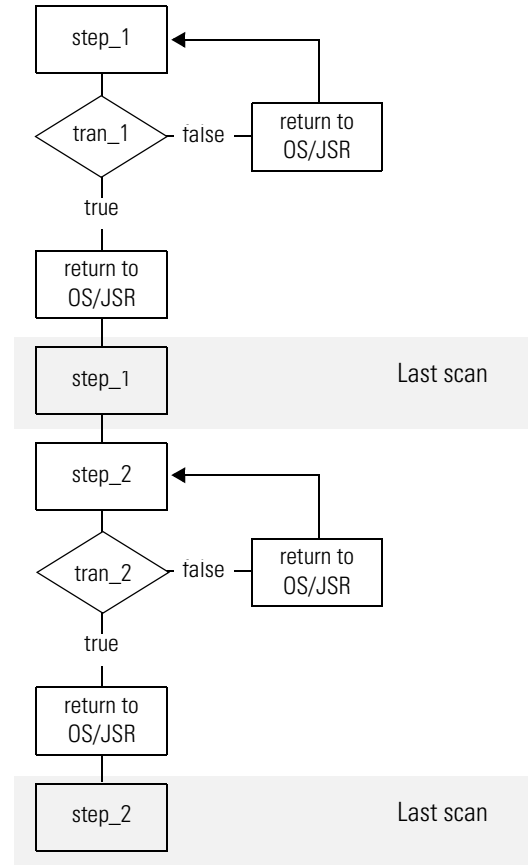 step_1
tran_1
false
return to
OS/JSR
true
return to
OS/JSR
step_1
Last scan
step_2
tran_2
false
return to
OS/JSR
true
return to
OS/JSR
step_2
Last scan